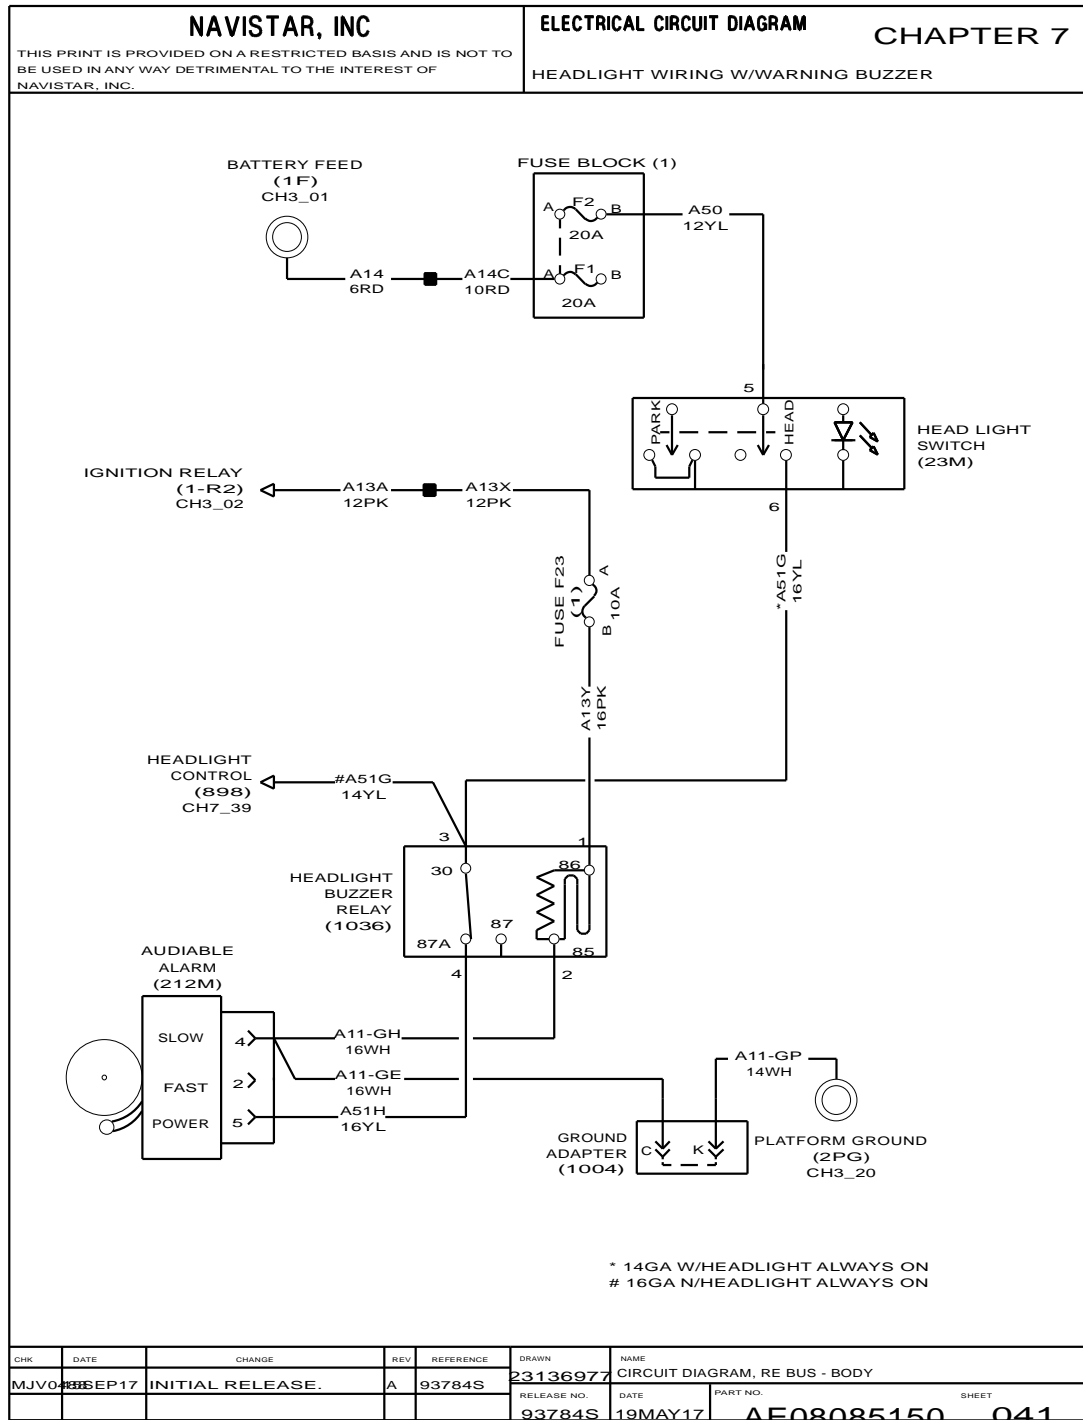 NAVISTAR, INC
THIS PRINT IS PROVIDED ON A RESTRICTED BASIS AND IS NOT TO
BE USED IN ANY WAY DETRIMENTAL TO THE INTEREST OF
NAVISTAR, INC.
ELECTRICAL CIRCUIT DIAGRAM
CHAPTER 7
HEADLIGHT WIRING W/WARNING BUZZER
BATTERY FEED
(1F)
CH3_01
FUSE BLOCK (1)
A F2 B
20A
A F1 B
20A
A50
12YL
A14
6RD
A14C
10RD
5
PARK
HEAD
HEAD LIGHT
SWITCH
(23M)
6
IGNITION RELAY
(1-R2)
CH3_02
A13A
12PK
A13X
12PK
FUSE F23
(1)
A
B
10A
*A51G
16YL
A13Y
16PK
HEADLIGHT
CONTROL
(898)
CH7_39
#A51G
14YL
3
1
30
86
HEADLIGHT
BUZZER
RELAY
(1036)
87A
87
85
4
2
AUDIABLE
ALARM
(212M)
SLOW
4
FAST
2
POWER
5
A11-GH
16WH
A11-GE
16WH
A51H
16YL
A11-GP
14WH
GROUND
ADAPTER
(1004)
C
K
PLATFORM GROUND
(2PG)
CH3_20
* 14GA W/HEADLIGHT ALWAYS ON
# 16GA N/HEADLIGHT ALWAYS ON
CHK DATE CHANGE REV REFERENCE DRAWN NAME
SEP17 INITIAL RELEASE. A 93784S 23136977 CIRCUIT DIAGRAM, RE BUS - BODY
RELEASE NO. DATE PART NO. SHEET
93784S 19MAY17 AE08085150 041